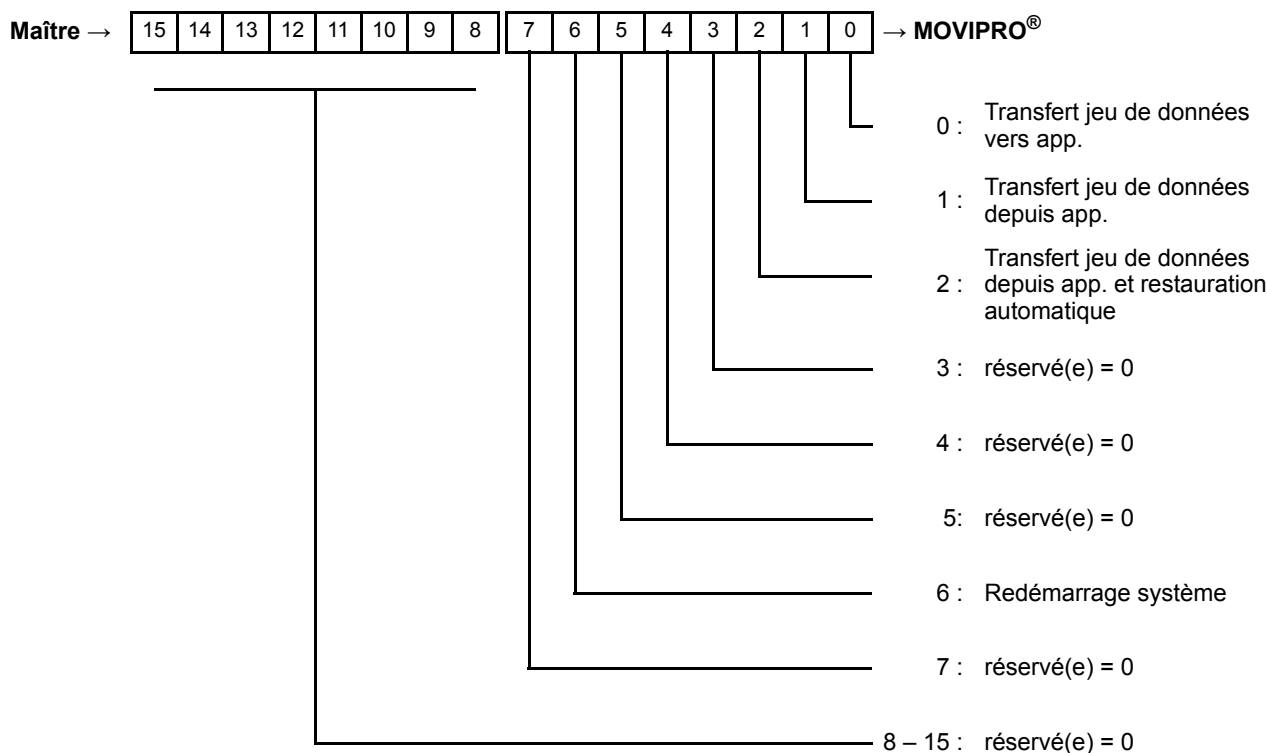 Maître → 15 14 13 12 11 10 9 8 7 6 5 4 3 2 1 0 → MOVIPRO®
0 : Transfert jeu de données
vers app.
1 : Transfert jeu de données
depuis app.
Transfert jeu de données
2 : depuis app. et restauration
automatique
3 : réservé(e) = 0
4 : réservé(e) = 0
5: réservé(e) = 0
6 : Redémarrage système
7 : réservé(e) = 0
8 – 15 : réservé(e) = 0